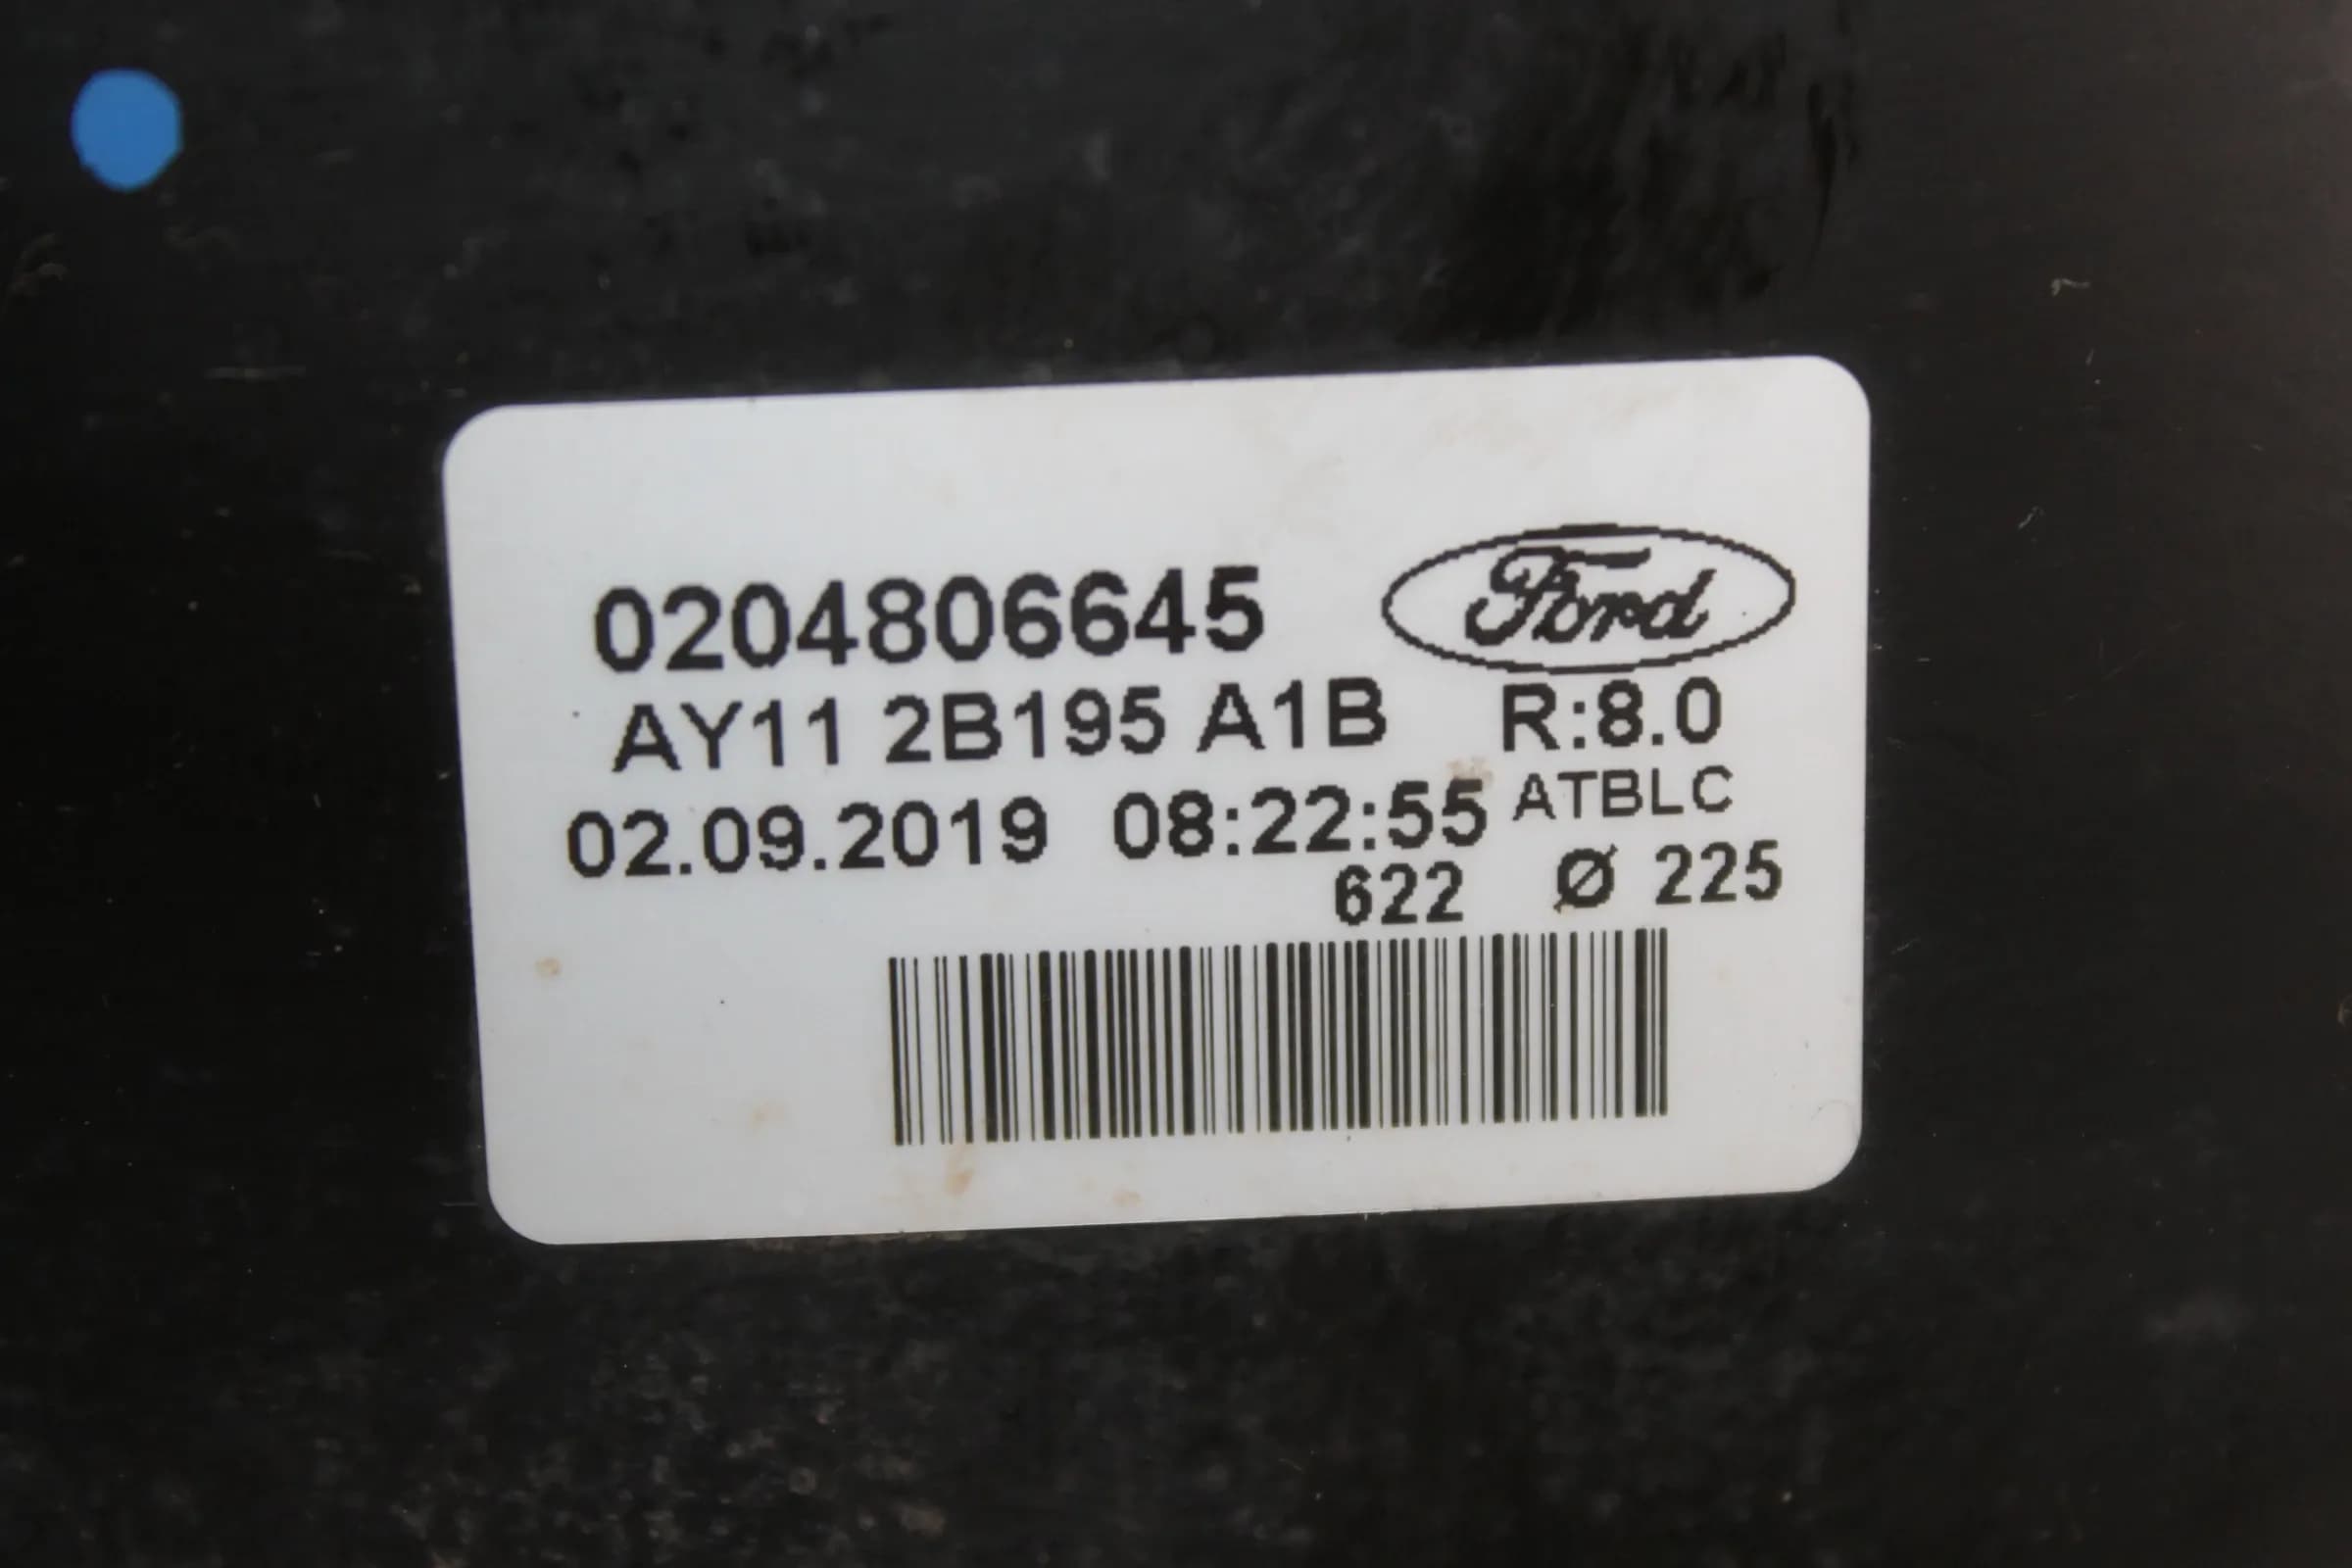 0204806645 Ford
AY11 2B195 A1B R:8.0
02.09.2019 08:22:55 ATBLC
622 Ø 225